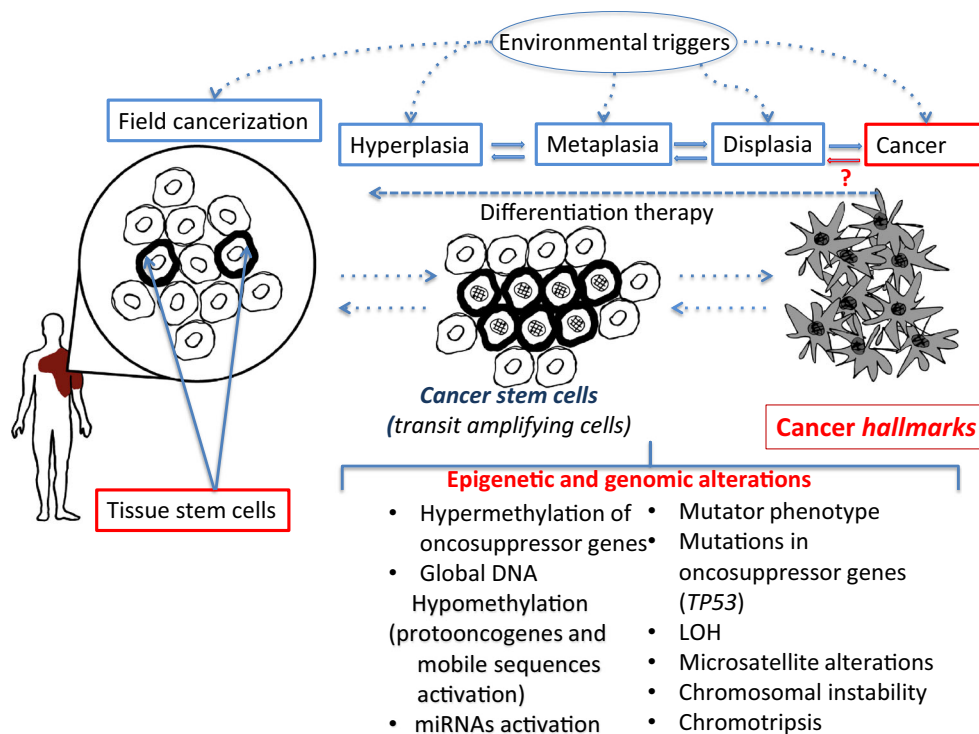 Environmental triggers
Field cancerization
Hyperplasia
Metaplasia
Displasia
Cancer
?
Differentiation therapy
Cancer stem cells
(transit amplifying cells)
Cancer hallmarks
Tissue stem cells
Epigenetic and genomic alterations
• Hypermethylation of
oncosuppressor genes
• Global DNA
Hypomethylation
(protooncogenes and
mobile sequences
activation)
• miRNAs activation
• Mutator phenotype
• Mutations in
oncosuppressor genes
(TP53)
• LOH
• Microsatellite alterations
• Chromosomal instability
• Chromotripsis